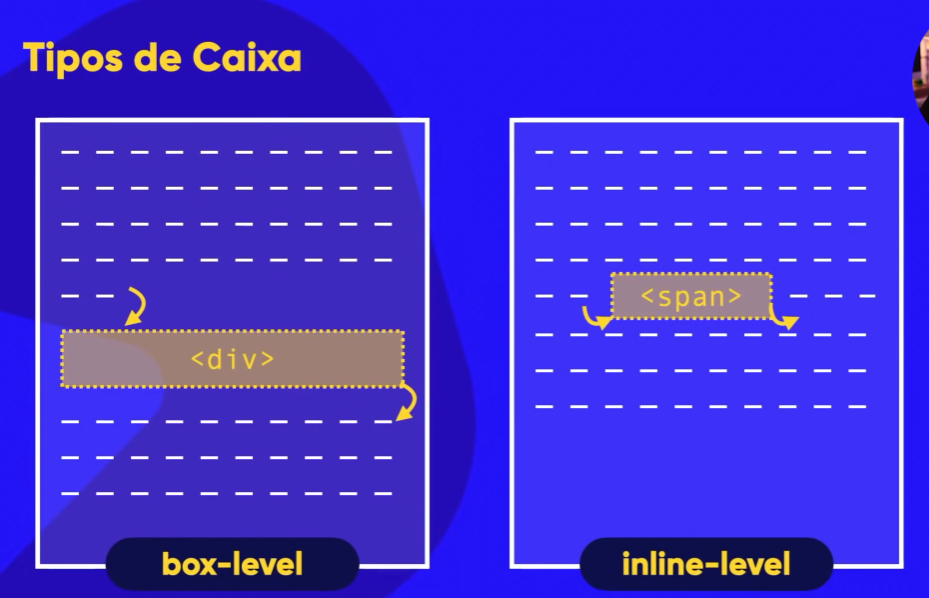 Tipos de Caixa
<div>
<span>
box-level
inline-level